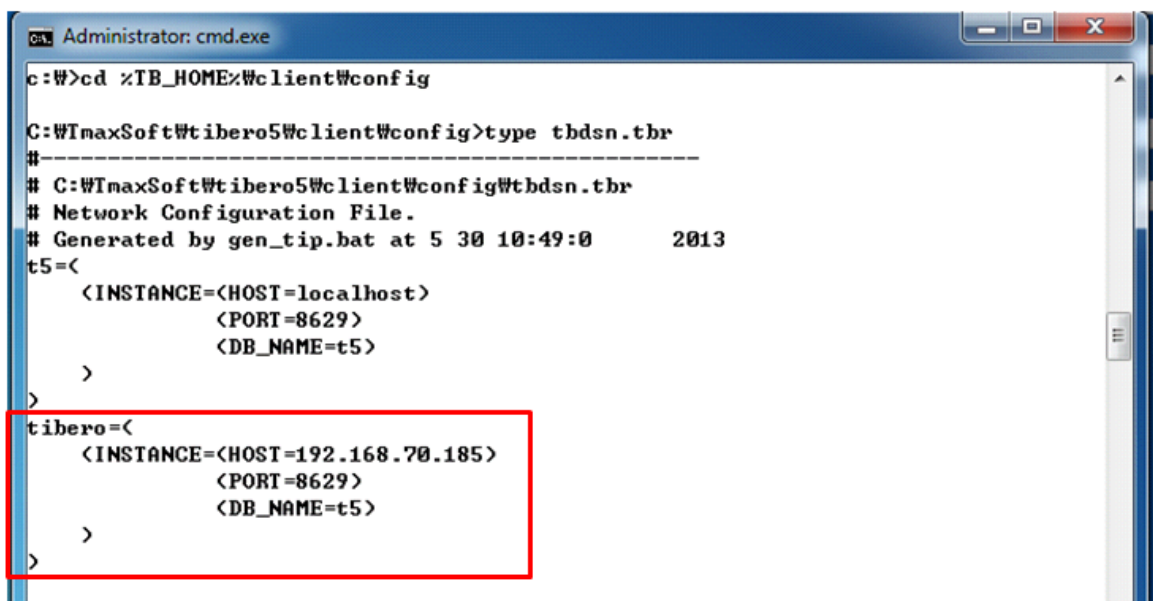 Administrator: cmd.exe
c:₩>cd %TB_HOME%₩client₩config
C:₩TmaxSoft₩tibero5₩client₩config>type tbdsn.tbr
#-------------------------------------------------
# C:₩TmaxSoft₩tibero5₩client₩config₩tbdsn.tbr
# Network Configuration File.
# Generated by gen_tip.bat at 5 30 10:49:0      2013
t5=(
    (INSTANCE=(HOST=localhost)
              (PORT=8629)
              (DB_NAME=t5)
    )
)
tibero=(
    (INSTANCE=(HOST=192.168.70.185)
              (PORT=8629)
              (DB_NAME=t5)
    )
)